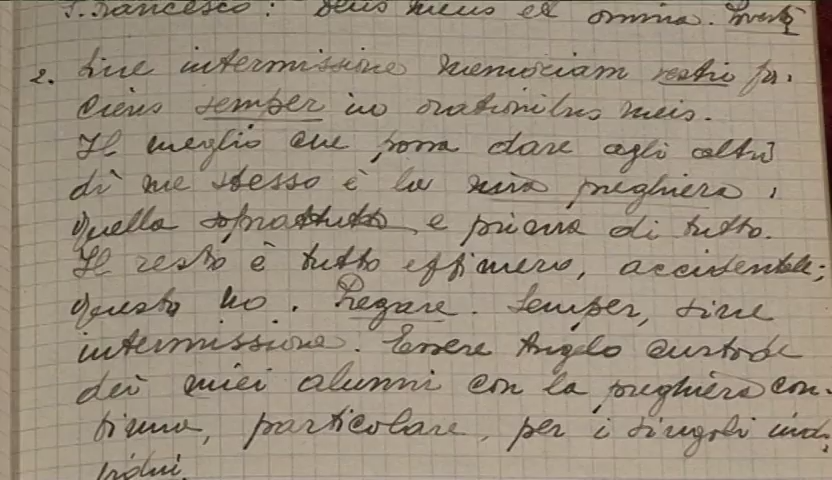 S. Francesco: Deus meus et omnia.
2. Sine intermissione memoriam vestri fa-
ciens semper in orationibus meis.
Il meglio che possa dare agli altri
di me stesso è la mia preghiera,
quella soprattutto e prima di tutto.
Il resto è tutto effimero, accidentale;
questo no. Pregare. Semper, sine
intermissione. Essere Angelo custode
dei miei alunni con la preghiera con-
tinua, particolare, per i singoli indi-
vidui.